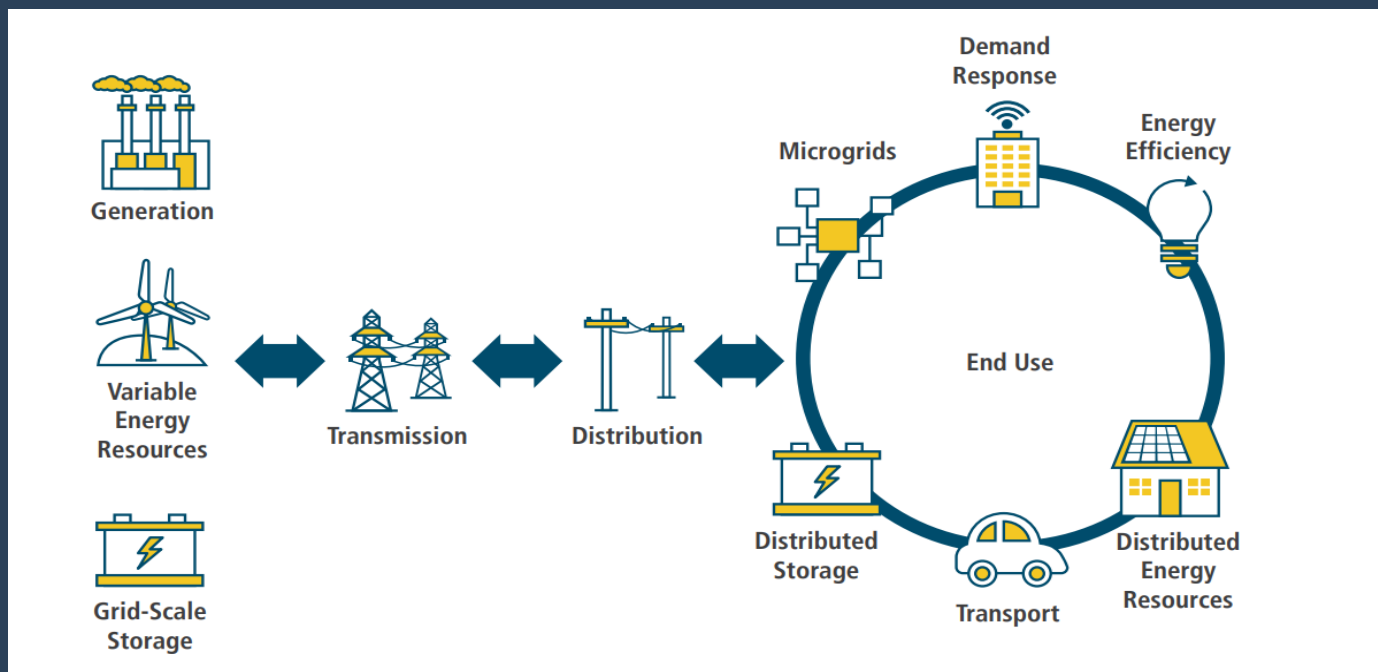 Generation
Variable
Energy
Resources
Grid-Scale
Storage
Transmission
Distribution
Microgrids
Demand
Response
Energy
Efficiency
End Use
Distributed
Storage
Transport
Distributed
Energy
Resources